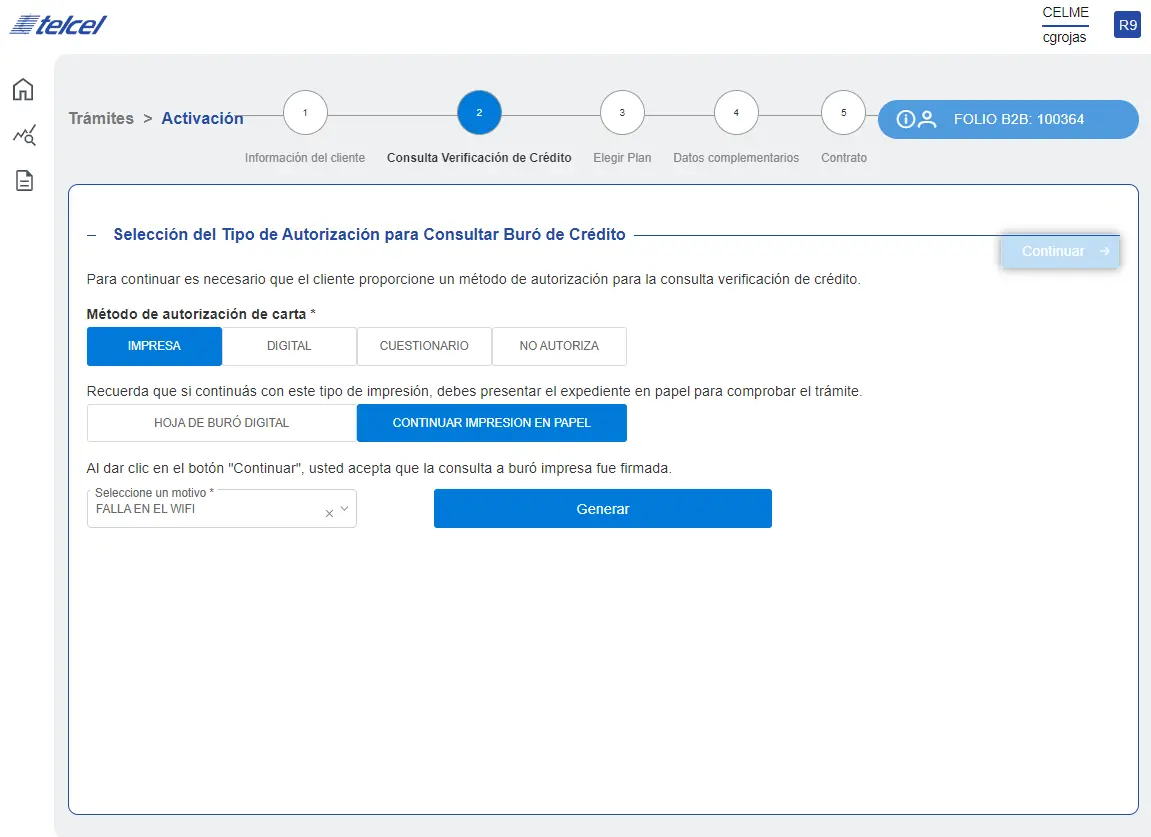 telcel
CELME
cgrojas
R9
Trámites > Activación
1
2
3
4
5
Información del cliente
Consulta Verificación de Crédito
Elegir Plan
Datos complementarios
Contrato
FOLIO B2B: 100364
Selección del Tipo de Autorización para Consultar Buró de Crédito
Continuar →
Para continuar es necesario que el cliente proporcione un método de autorización para la consulta verificación de crédito.
Método de autorización de carta *
IMPRESA
DIGITAL
CUESTIONARIO
NO AUTORIZA
Recuerda que si continuás con este tipo de impresión, debes presentar el expediente en papel para comprobar el trámite.
HOJA DE BURÓ DIGITAL
CONTINUAR IMPRESION EN PAPEL
Al dar clic en el botón "Continuar", usted acepta que la consulta a buró impresa fue firmada.
Seleccione un motivo *
FALLA EN EL WIFI
Generar